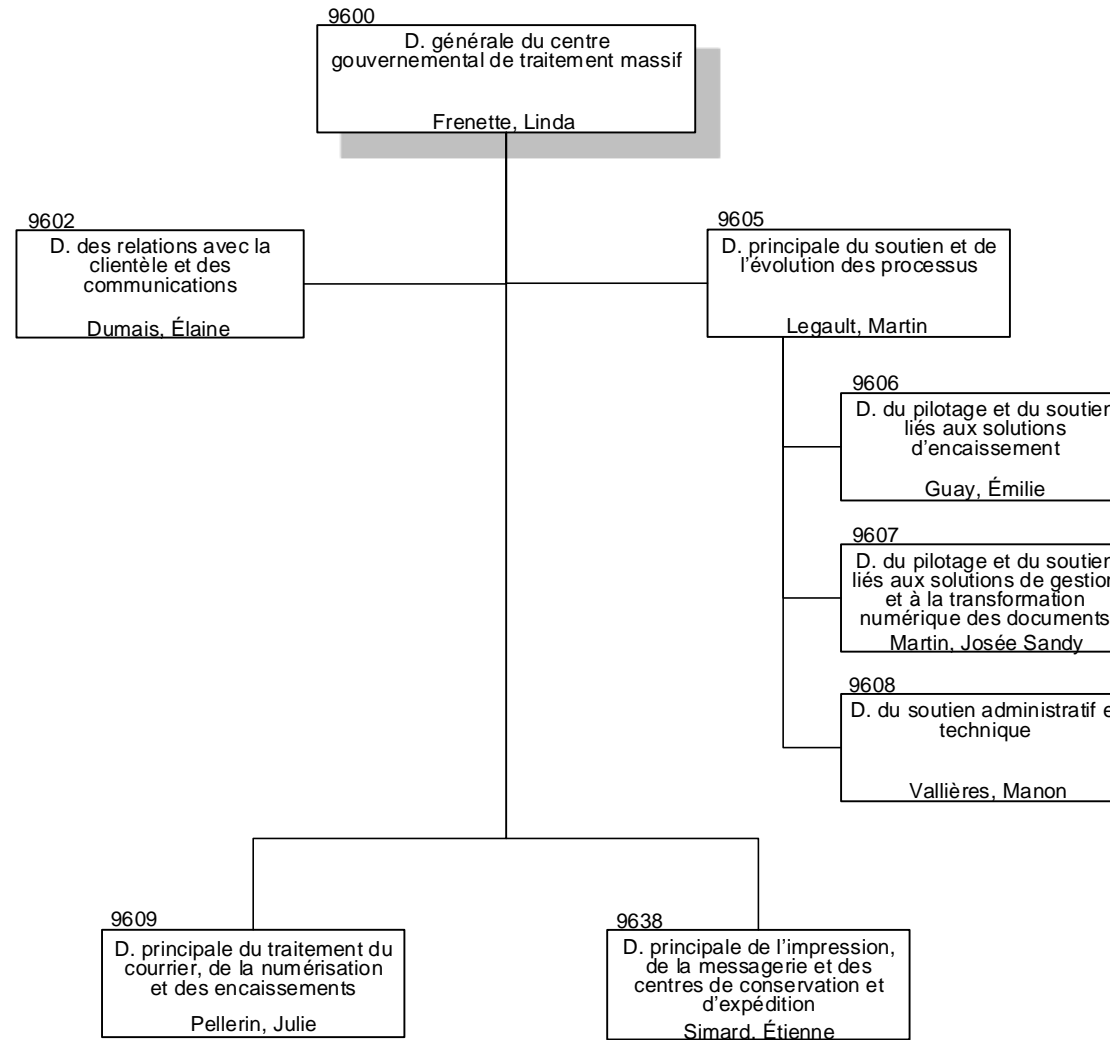 9600
D. générale du centre
gouvernemental de traitement massif
Frenette, Linda
9602
D. des relations avec la
clientèle et des
communications
Dumais, Élaine
9605
D. principale du soutien et de
l'évolution des processus
Legault, Martin
9606
D. du pilotage et du soutien
liés aux solutions
d'encaissement
Guay, Émilie
9607
D. du pilotage et du soutien
liés aux solutions de gestion
et à la transformation
numérique des documents
Martin, Josée Sandy
9608
D. du soutien administratif e
technique
Vallières, Manon
9609
D. principale du traitement du
courrier, de la numérisation
et des encaissements
Pellerin, Julie
9638
D. principale de l'impression,
de la messagerie et des
centres de conservation et
d'expédition
Simard, Étienne